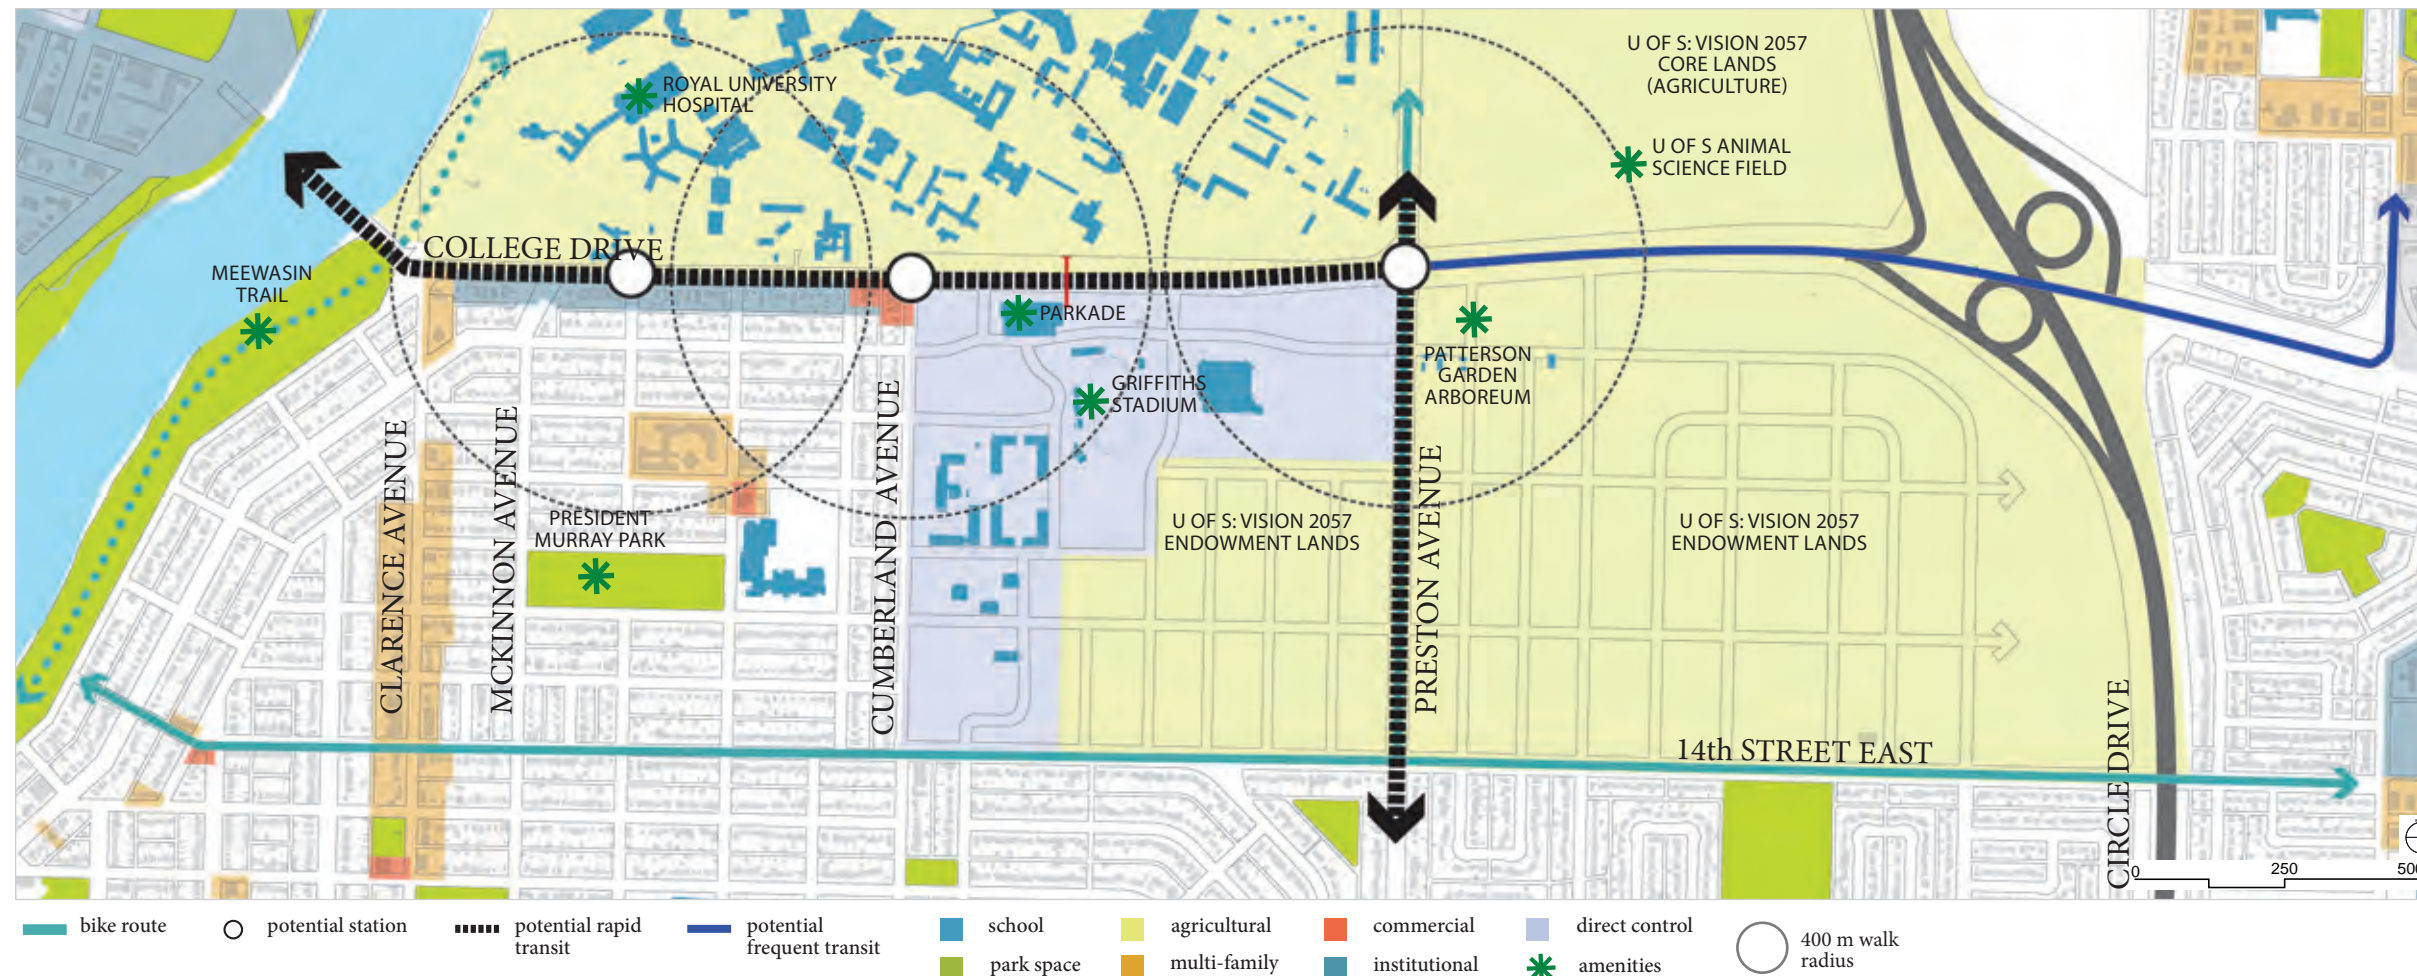 U OF S: VISION 2057
CORE LANDS
(AGRICULTURE)
ROYAL UNIVERSITY
HOSPITAL
U OF S ANIMAL
SCIENCE FIELD
COLLEGE DRIVE
MEEWASIN
TRAIL
PARKADE
PATTERSON
GARDEN
ARBOREUM
GRIFFITHS
STADIUM
CLARENCE AVENUE
MCKINNON AVENUE
CUMBERLAND AVENUE
PRESTON AVENUE
PRESIDENT
MURRAY PARK
U OF S: VISION 2057
ENDOWMENT LANDS
U OF S: VISION 2057
ENDOWMENT LANDS
14th STREET EAST
CIRCLE DRIVE
0 250 500
bike route
potential station
potential rapid
transit
potential
frequent transit
school
agricultural
commercial
direct control
park space
multi-family
institutional
amenities
400 m walk
radius